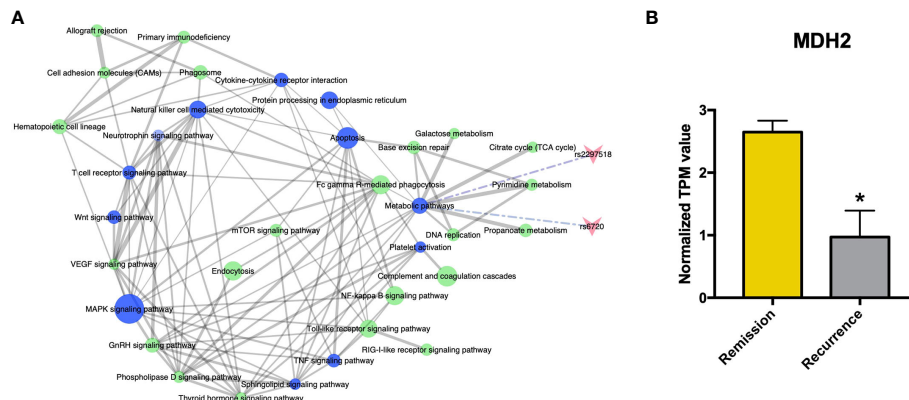 A
Allograft rejection
Primary immunodeficiency
Cell adhesion molecules (CAMs)
Phagosome
Cytokine-cytokine receptor interaction
Protein processing in endoplasmic reticulum
Natural killer cell mediated cytotoxicity
Hematopoietic cell lineage
Neurotrophin signaling pathway
Apoptosis
Galactose metabolism
Base excision repair
Citrate cycle (TCA cycle)
rs2297518
T cell receptor signaling pathway
Fc gamma R-mediated phagocytosis
Pyrimidine metabolism
Metabolic pathways
Wnt signaling pathway
rs6720
mTOR signaling pathway
DNA replication
Propanoate metabolism
Platelet activation
VEGF signaling pathway
Endocytosis
Complement and coagulation cascades
NF-kappa B signaling pathway
MAPK signaling pathway
Toll-like receptor signaling pathway
GnRH signaling pathway
RIG-I-like receptor signaling pathway
TNF signaling pathway
Phospholipase D signaling pathway
Sphingolipid signaling pathway
Thyroid hormone signaling pathway
B
MDH2
Normalized TPM value
3
2
1
0
*
Remission
Recurrence